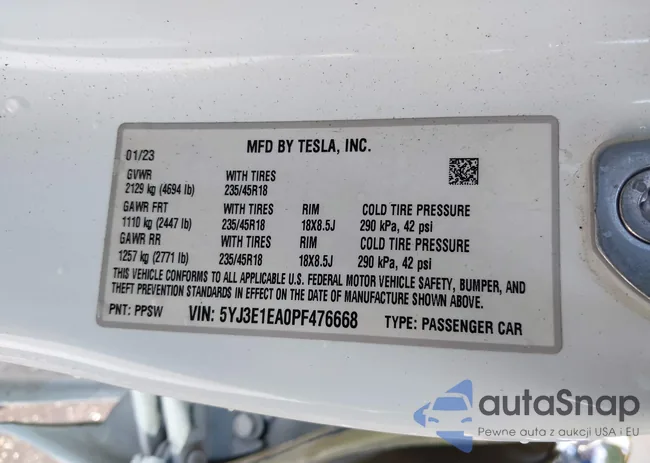 MFD BY TESLA, INC.
01/23
GVWR WITH TIRES
2129 kg (4694 lb) 235/45R18
GAWR FRT WITH TIRES RIM COLD TIRE PRESSURE
1110 kg (2447 lb) 235/45R18 18X8.5J 290 kPa, 42 psi
GAWR RR WITH TIRES RIM COLD TIRE PRESSURE
1257 kg (2771 lb) 235/45R18 18X8.5J 290 kPa, 42 psi
THIS VEHICLE CONFORMS TO ALL APPLICABLE U.S. FEDERAL MOTOR VEHICLE SAFETY, BUMPER, AND
THEFT PREVENTION STANDARDS IN EFFECT ON THE DATE OF MANUFACTURE SHOWN ABOVE.
PNT: PPSW VIN: 5YJ3E1EA0PF476668 TYPE: PASSENGER CAR
autoSnap
Pewne auta z aukcji USA i EU